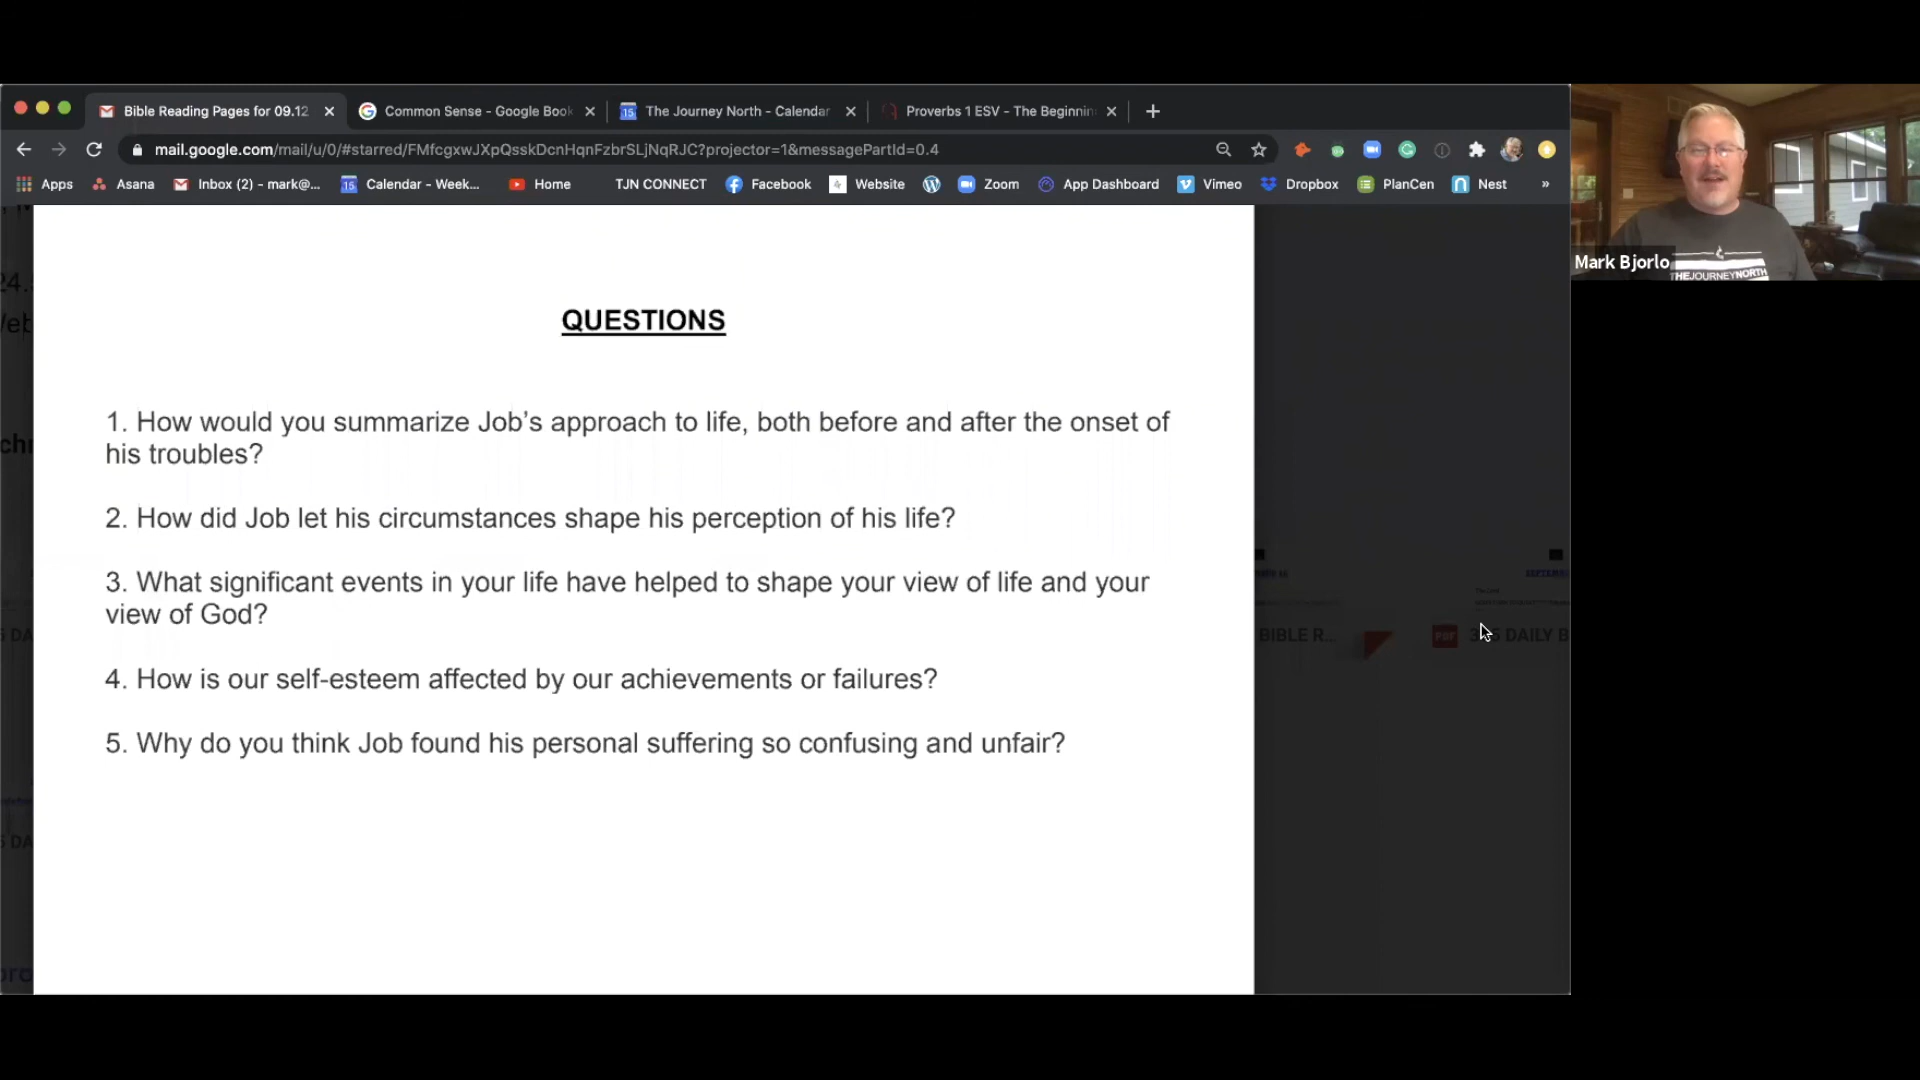 Bible Reading Pages for 09.12
Common Sense - Google Book
The Journey North - Calendar
Proverbs 1 ESV - The Beginnin
mail.google.com/mail/u/0/#starred/FMfcgxwJXpQsskDcnHqnFzbrSLjNqRJC?projector=1&messagePartId=0.4
Apps
Asana
Inbox (2) - mark@...
15
Calendar - Week...
Home
TJN CONNECT
Facebook
Website
Zoom
App Dashboard
Vimeo
Dropbox
PlanCen
Nest
»
Mark Bjorlo
THEJOURNEYNORTH
QUESTIONS
1. How would you summarize Job’s approach to life, both before and after the onset of
his troubles?
2. How did Job let his circumstances shape his perception of his life?
3. What significant events in your life have helped to shape your view of life and your
view of God?
4. How is our self-esteem affected by our achievements or failures?
5. Why do you think Job found his personal suffering so confusing and unfair?
BIBLE R...
PDF
DAILY B